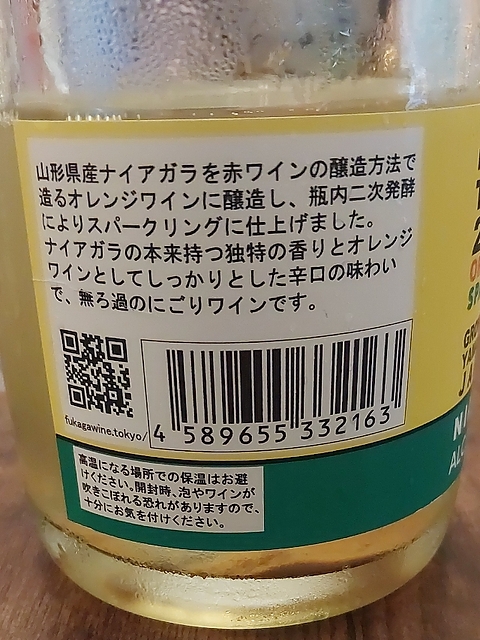 山形県産ナイアガラを赤ワインの醸造方法で
造るオレンジワインに醸造し、瓶内二次発酵
によりスパークリングに仕上げました。
ナイアガラの本来持つ独特の香りとオレンジ
ワインとしてしっかりとした辛口の味わい
で、無ろ過のにごりワインです。
fukagawine.tokyo/
4 589655 332163
高温になる場所での保温はお避
けください。開封時、泡やワインが
吹きこぼれる恐れがありますので、
十分にお気を付けください。